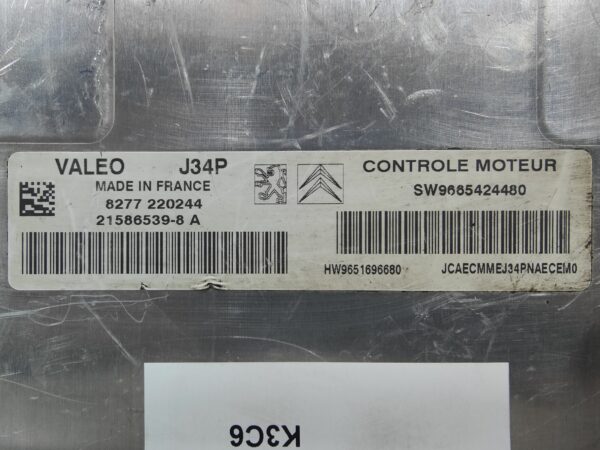 VALEO J34P
MADE IN FRANCE
8277 220244
21586539-8 A
CONTROLE MOTEUR
SW9665424480
HW9651696680 JCAECMMEJ34PNAECEM0
K3C6